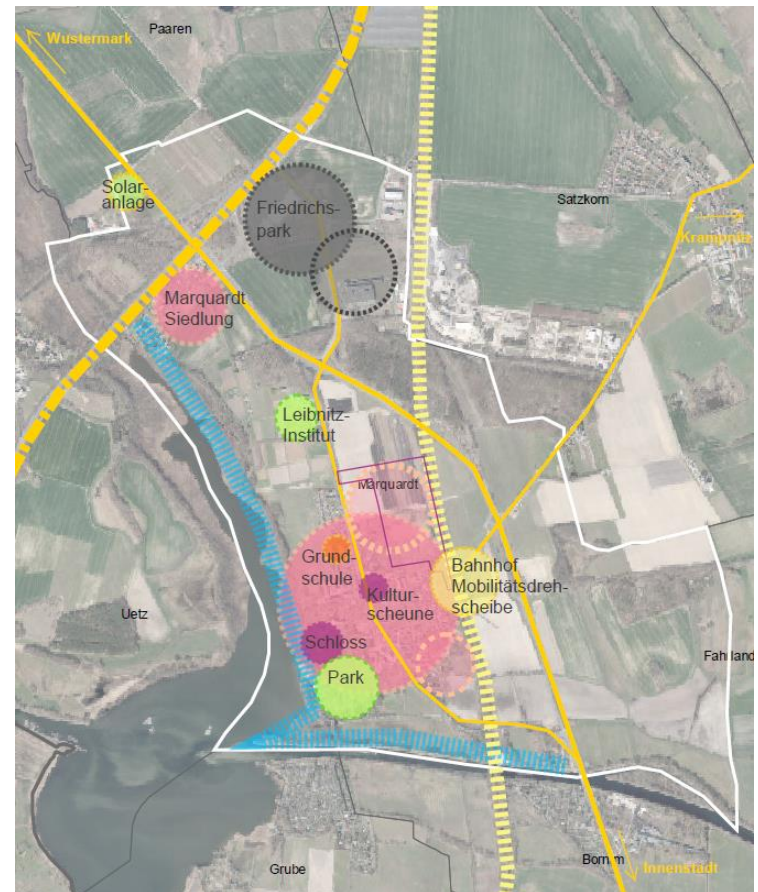 Paaren
Wustermark
Solar-
anlage
Friedrichs-
park
Satzkorn
Krampnitz
Marquardt
Siedlung
Leibnitz-
Institut
Marquardt
Grund-
schule
Bahnhof
Mobilitätsdreh-
scheibe
Kultur-
scheune
Uetz
Schloss
Fahrland
Park
Bornim
Innenstadt
Grube